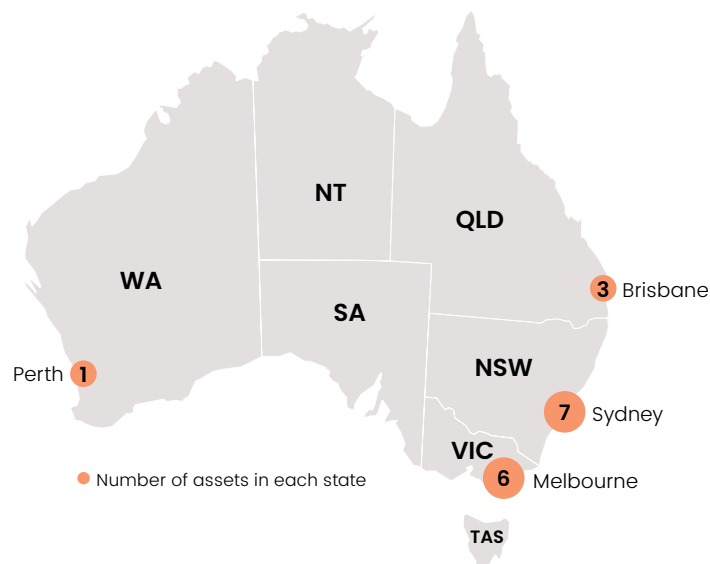 NT
QLD
WA
3 Brisbane
SA
NSW
Perth 1
7 Sydney
VIC
6 Melbourne
Number of assets in each state
TAS